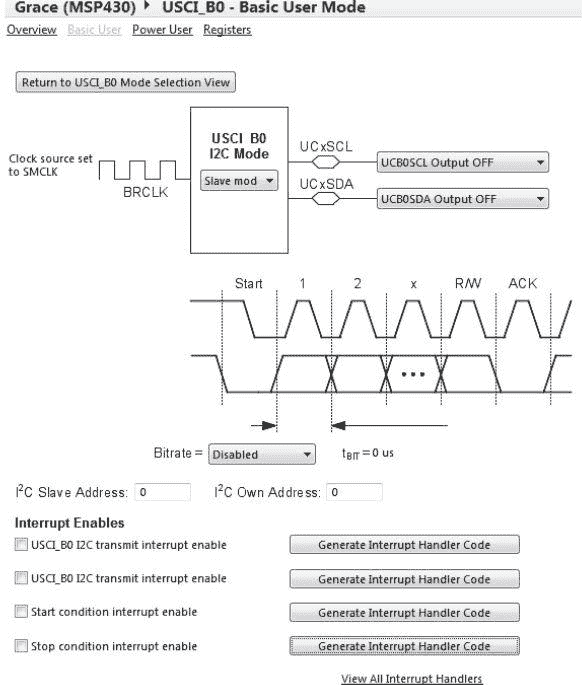 Grace (MSP430) ▸ USCI_B0 - Basic User Mode
Overview Basic User Power User Registers
Return to USCI_B0 Mode Selection View
USCI B0
I2C Mode
Slave mod
Clock source set
to SMCLK
BRCLK
UCxSCL
UCB0SCL Output OFF
UCxSDA
UCB0SDA Output OFF
Start 1 2 x R/W ACK
Bitrate = Disabled tBIT = 0 us
I2C Slave Address: 0 I2C Own Address: 0
Interrupt Enables
USCI_B0 I2C transmit interrupt enable Generate Interrupt Handler Code
USCI_B0 I2C transmit interrupt enable Generate Interrupt Handler Code
Start condition interrupt enable Generate Interrupt Handler Code
Stop condition interrupt enable Generate Interrupt Handler Code
View All Interrupt Handlers